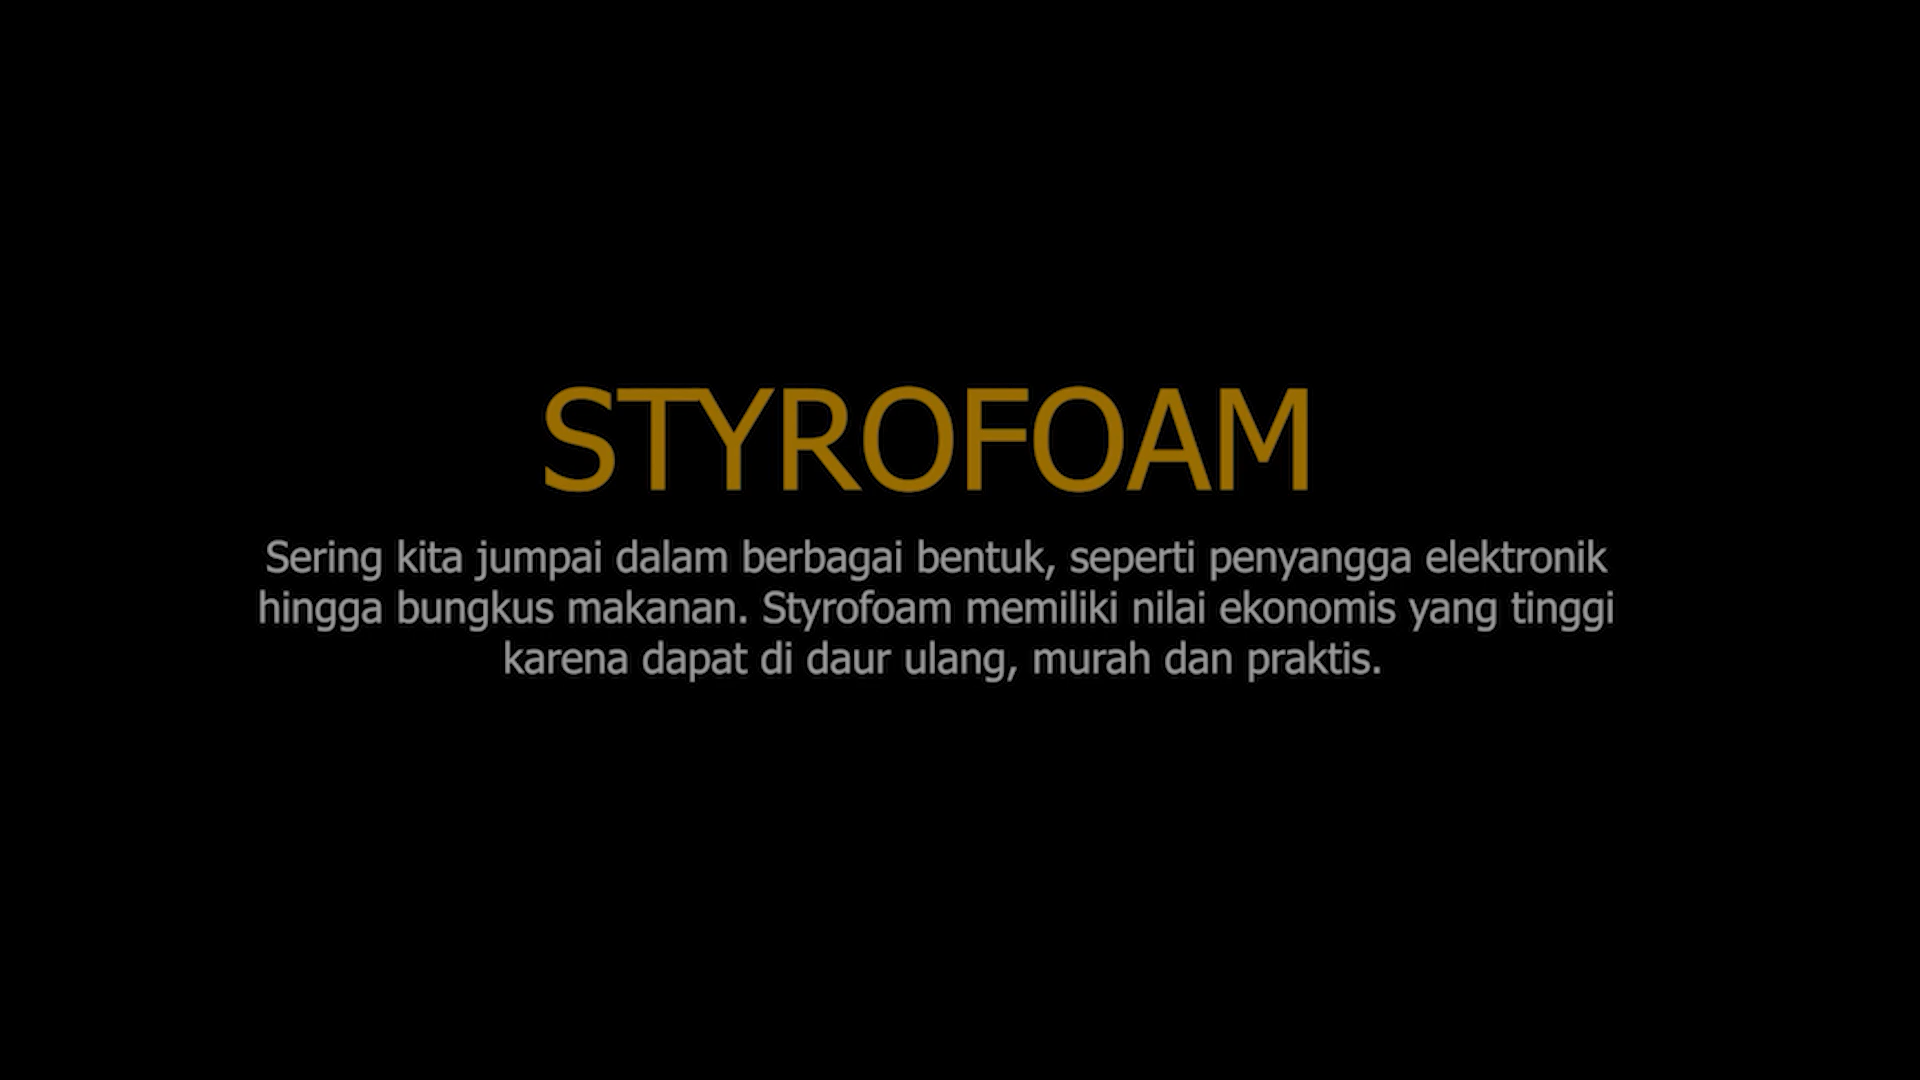 STYROFOAM
Sering kita jumpai dalam berbagai bentuk, seperti penyangga elektronik
hingga bungkus makanan. Styrofoam memiliki nilai ekonomis yang tinggi
karena dapat di daur ulang, murah dan praktis.